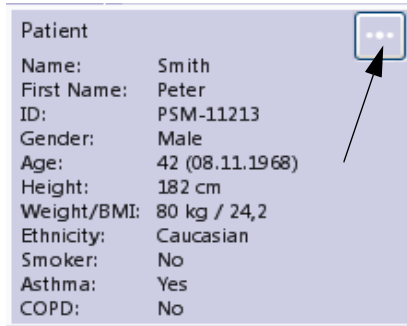 Patient
Name: Smith
First Name: Peter
ID: PSM-11213
Gender: Male
Age: 42 (08.11.1968)
Height: 182 cm
Weight/BMI: 80 kg / 24,2
Ethnicity: Caucasian
Smoker: No
Asthma: Yes
COPD: No